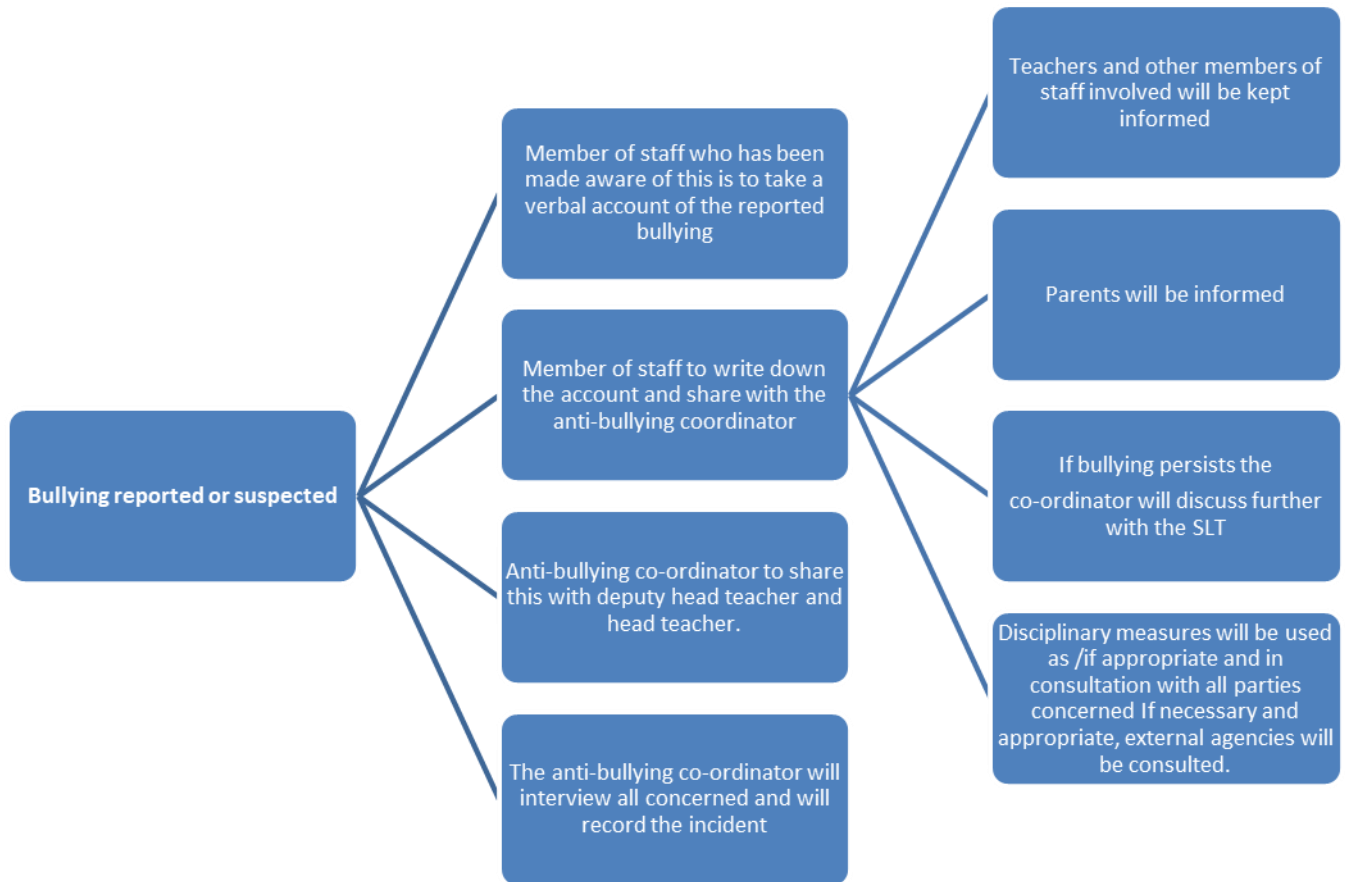 Bullying reported or suspected
Member of staff who has been
made aware of this is to take a
verbal account of the reported
bullying
Member of staff to write down
the account and share with the
anti-bullying coordinator
Anti-bullying co-ordinator to share
this with deputy head teacher and
head teacher.
The anti-bullying co-ordinator will
interview all concerned and will
record the incident
Teachers and other members of
staff involved will be kept
informed
Parents will be informed
If bullying persists the
co-ordinator will discuss further
with the SLT
Disciplinary measures will be used
as /if appropriate and in
consultation with all parties
concerned If necessary and
appropriate, external agencies will
be consulted.